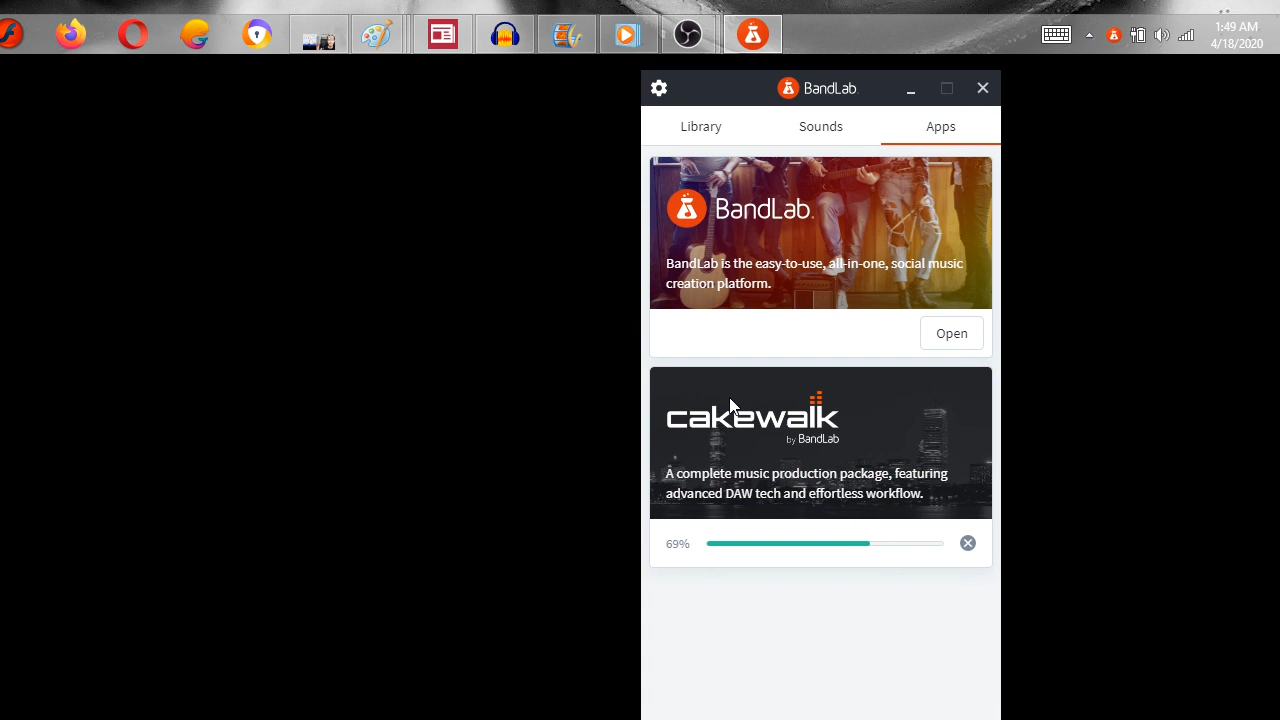 1:49 AM
4/18/2020
BandLab
Library Sounds Apps
BandLab.
BandLab is the easy-to-use, all-in-one, social music
creation platform.
Open
cakewalk
by BandLab
A complete music production package, featuring
advanced DAW tech and effortless workflow.
69%